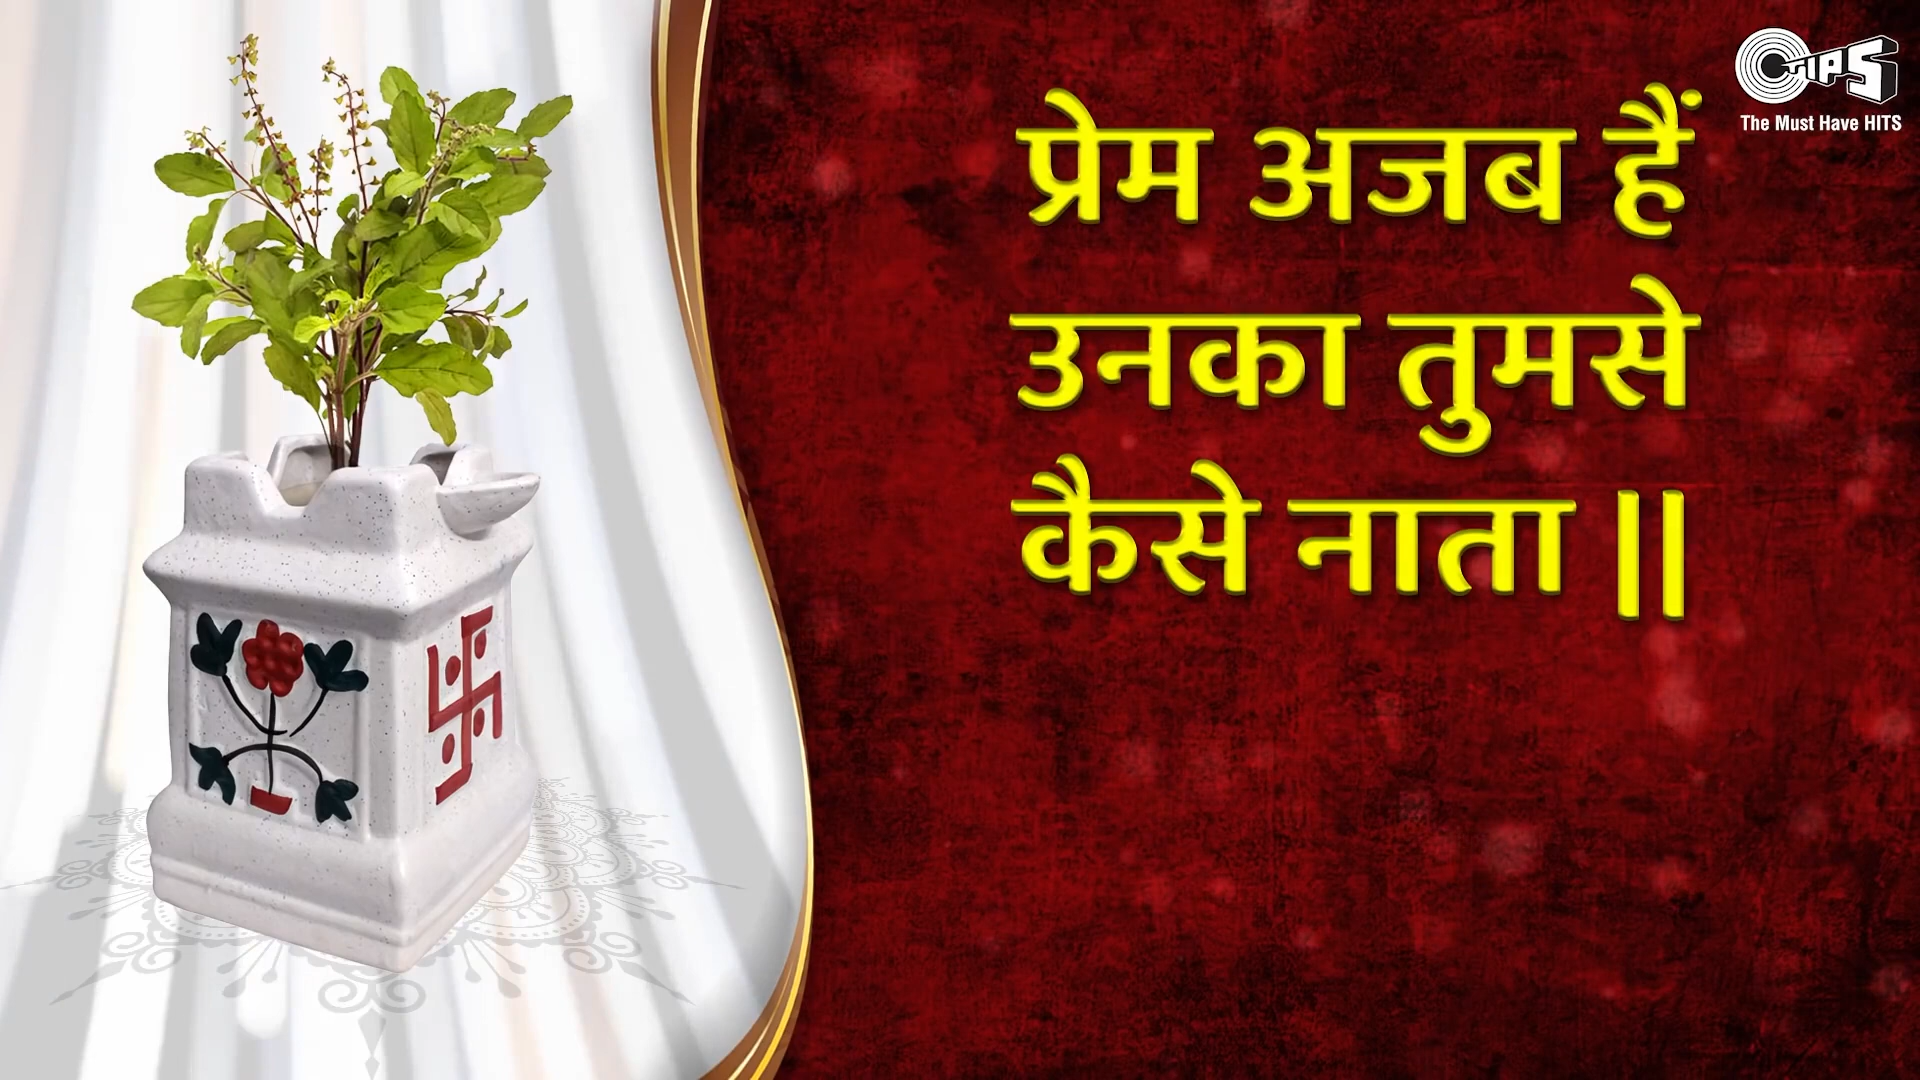 TIPS
The Must Have HITS
प्रेम अजब हैं
उनका तुमसे
कैसे नाता ||